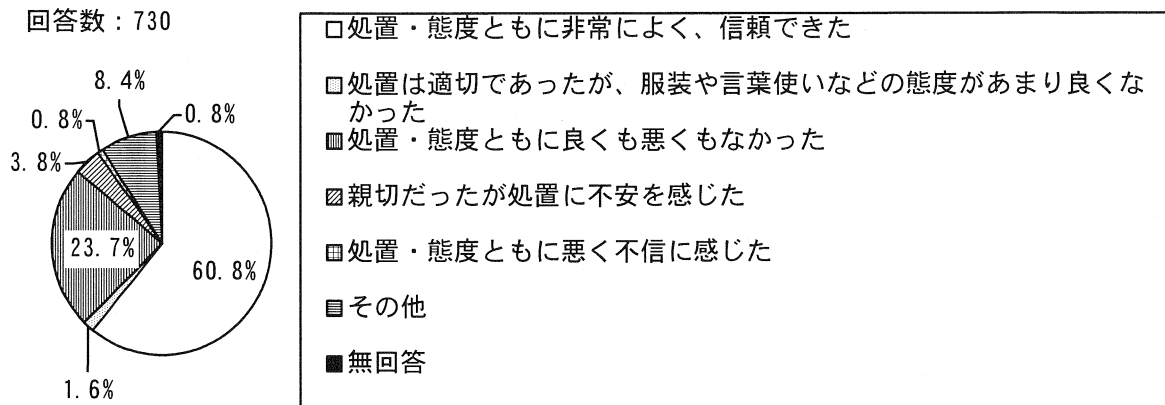 回答数：730
8.4%
0.8%
0.8%
3.8%
23.7%
60.8%
1.6%
処置・態度ともに非常によく、信頼できた
処置は適切であったが、服装や言葉使いなどの態度があまり良くな
かった
処置・態度ともに良くも悪くもなかった
親切だったが処置に不安を感じた
処置・態度ともに悪く不信に感じた
その他
無回答